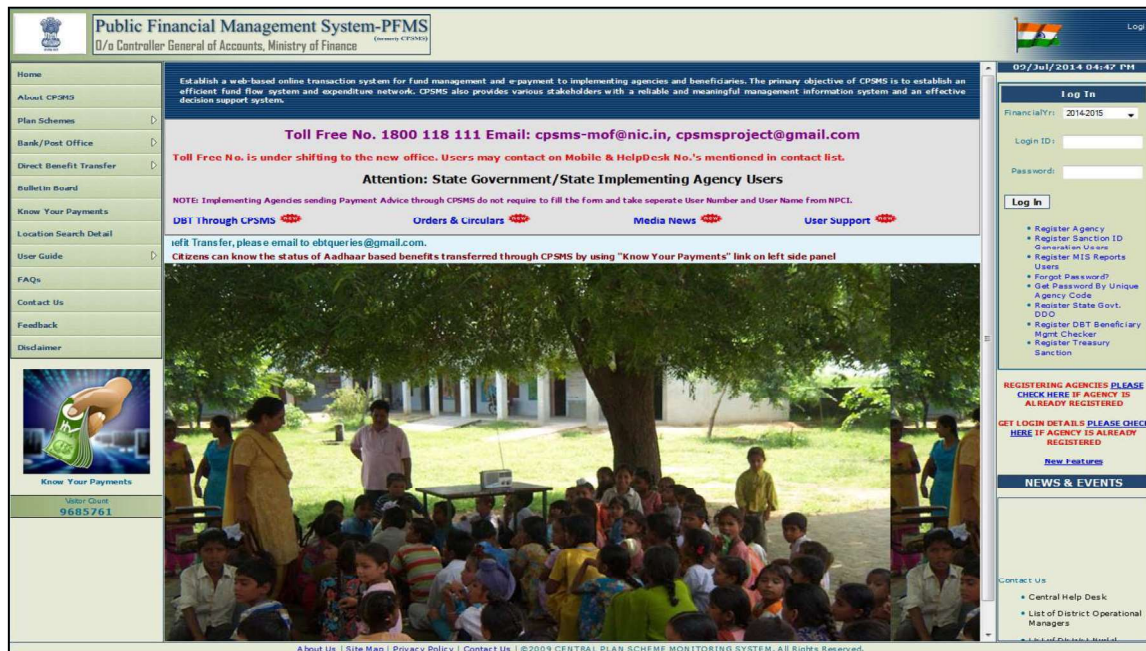 Public Financial Management System-PFMS
(formerly CPSMS)
O/o Controller General of Accounts, Ministry of Finance
Logi
Home
About CPSMS
Plan Schemes
Bank/Post Office
Direct Benefit Transfer
Bulletin Board
Know Your Payments
Location Search Detail
User Guide
FAQs
Contact Us
Feedback
Disclaimer
Know Your Payments
Visitor Count
9685761
Establish a web-based online transaction system for fund management and e-payment to implementing agencies and beneficiaries. The primary objective of CPSMS is to establish an
efficient fund flow system and expenditure network. CPSMS also provides various stakeholders with a reliable and meaningful management information system and an effective
decision support system.
Toll Free No. 1800 118 111 Email: cpsms-mof@nic.in, cpsmsproject@gmail.com
Toll Free No. is under shifting to the new office. Users may contact on Mobile & HelpDesk No.'s mentioned in contact list.
Attention: State Government/State Implementing Agency Users
NOTE: Implementing Agencies sending Payment Advice through CPSMS do not require to fill the form and take seperate User Number and User Name from NPCI.
DBT Through CPSMS NEW Orders & Circulars NEW Media News NEW User Support NEW
nefit Transfer, please email to ebtqueries@gmail.com.
Citizens can know the status of Aadhaar based benefits transferred through CPSMS by using "Know Your Payments" link on left side panel
09/Jul/2014 04:47 PM
Log In
FinancialYr: 2014-2015
Login ID:
Password:
Log In
Register Agency
Register Sanction ID
Generation Users
Register MIS Reports
Users
Forgot Password?
Get Password By Unique
Agency Code
Register State Govt.
DDO
Register DBT Beneficiary
Mgmt Checker
Register Treasury
Sanction
REGISTERING AGENCIES PLEASE
CHECK HERE IF AGENCY IS
ALREADY REGISTERED
GET LOGIN DETAILS PLEASE CHECK
HERE IF AGENCY IS ALREADY
REGISTERED
New Features
NEWS & EVENTS
Contact Us
Central Help Desk
List of District Operational
Managers
About Us | Site Map | Privacy Policy | Contact Us | ©2009 CENTRAL PLAN SCHEME MONITORING SYSTEM. All Rights Reserved.